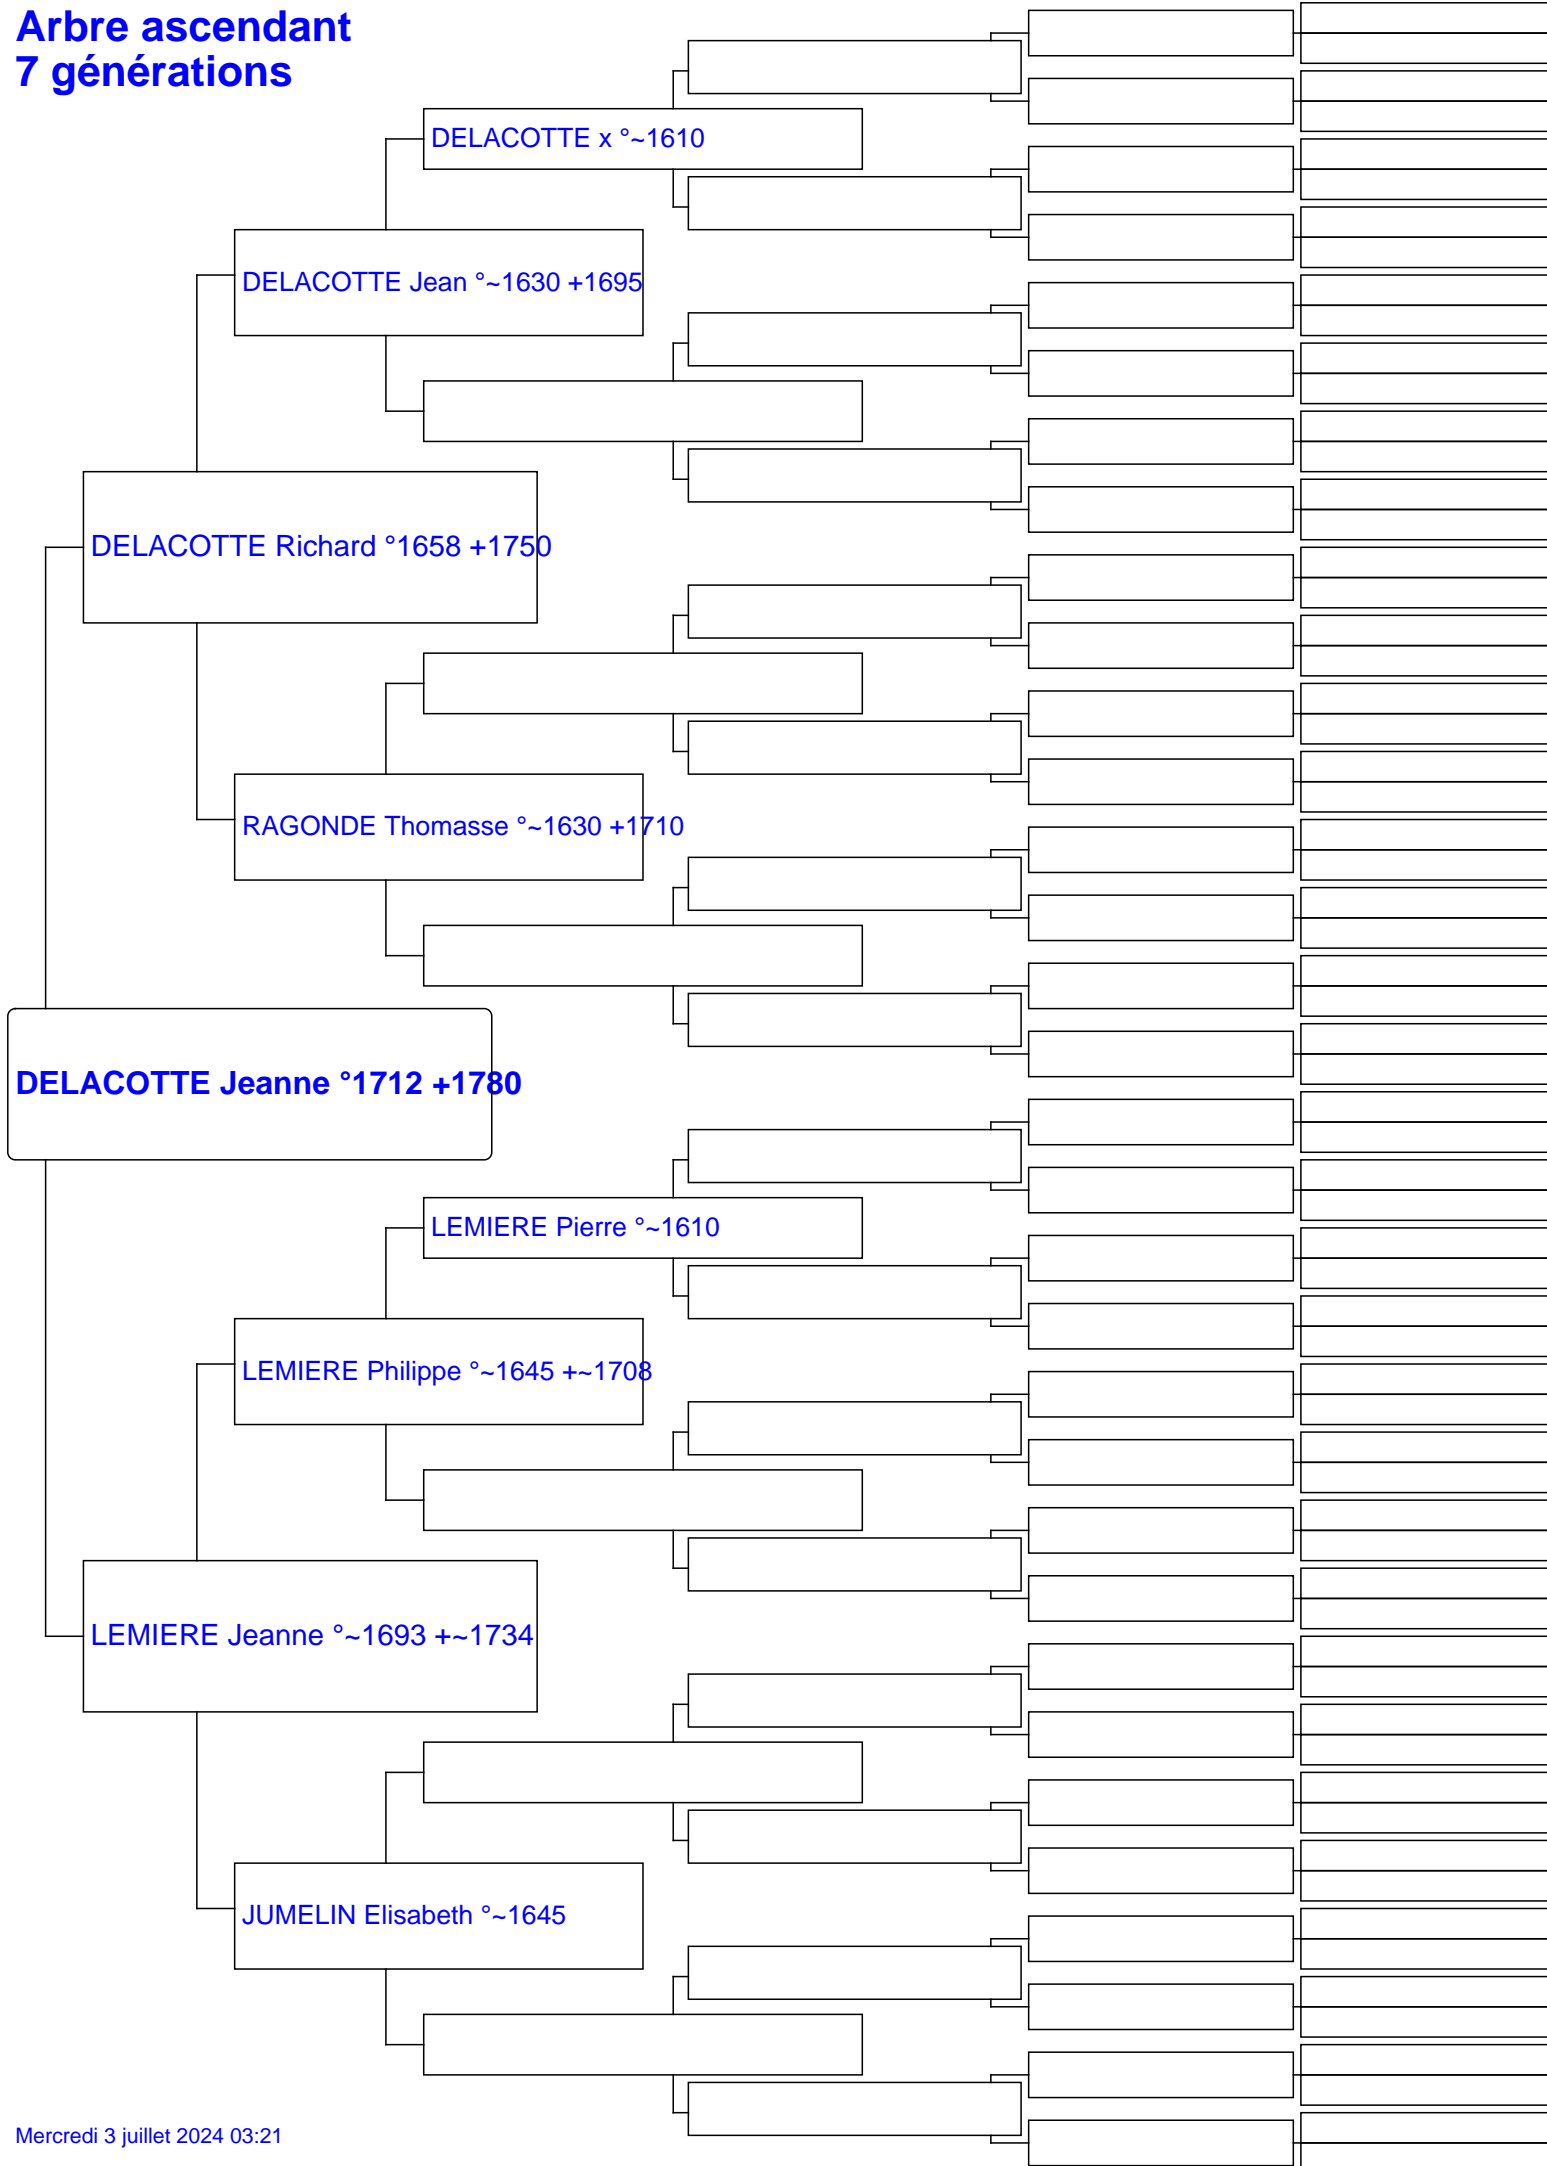 Arbre ascendant
7 générations
DELACOTTE x °~1610
DELACOTTE Jean °~1630 +1695
DELACOTTE Richard °1658 +1750
RAGONDE Thomasse °~1630 +1710
DELACOTTE Jeanne °1712 +1780
LEMIERE Pierre °~1610
LEMIERE Philippe °~1645 +~1708
LEMIERE Jeanne °~1693 +~1734
JUMELIN Elisabeth °~1645
Mercredi 3 juillet 2024 03:21